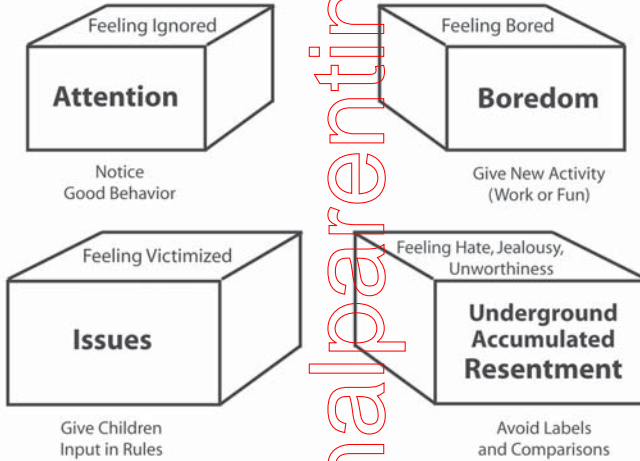 Feeling Ignored
Attention
Notice
Good Behavior
Feeling Bored
Boredom
Give New Activity
(Work or Fun)
Feeling Victimized
Issues
Give Children
Input in Rules
Feeling Hate, Jealousy,
Unworthiness
Underground
Accumulated
Resentment
Avoid Labels
and Comparisons
nalparentin